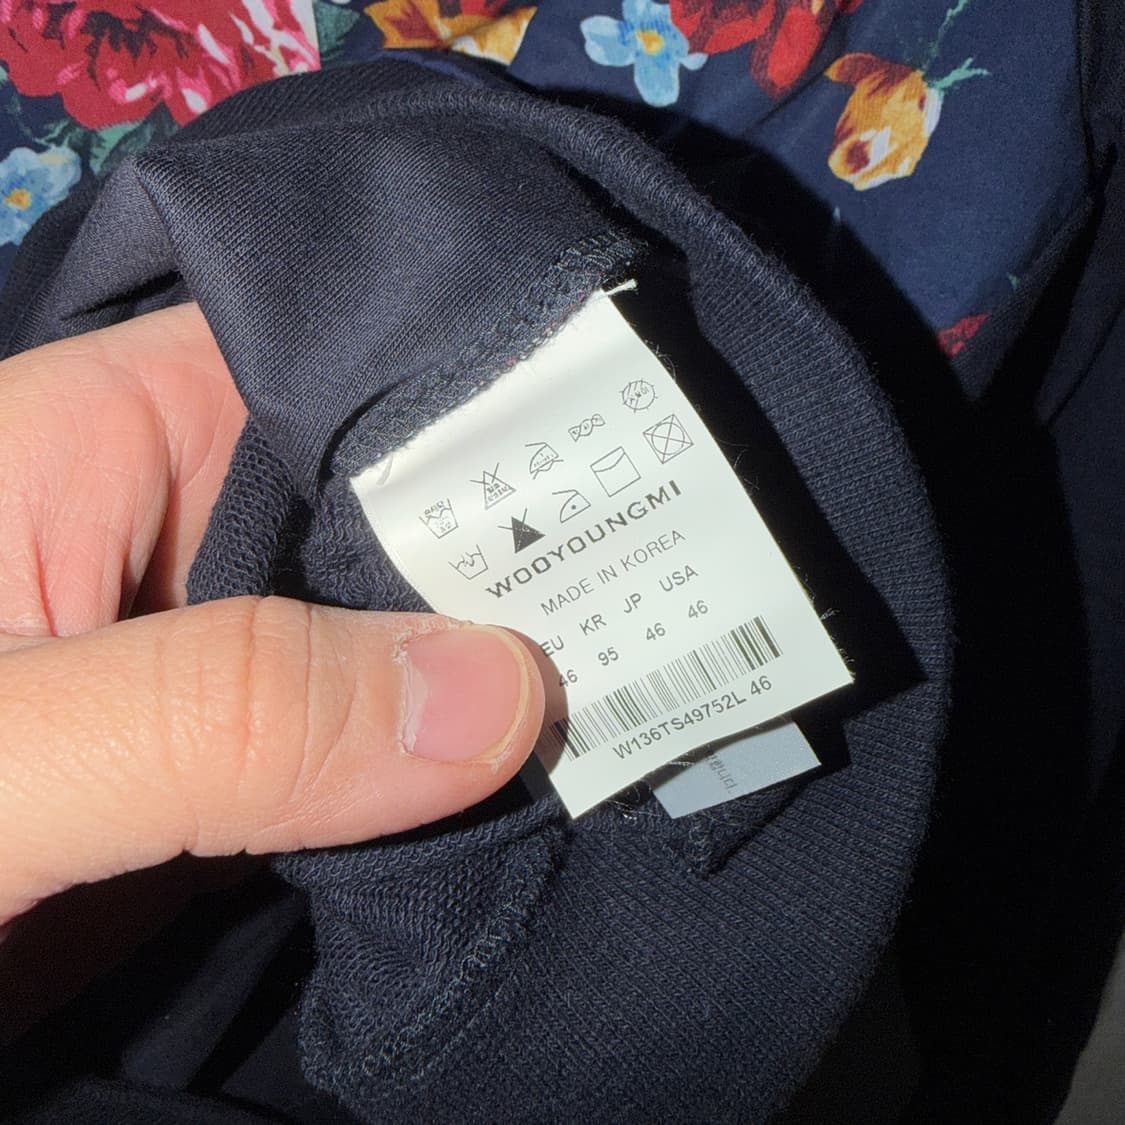 WOOYOUNGMI
MADE IN KOREA
EU KR JP USA
46 95 46 46
W136TS49752L 46